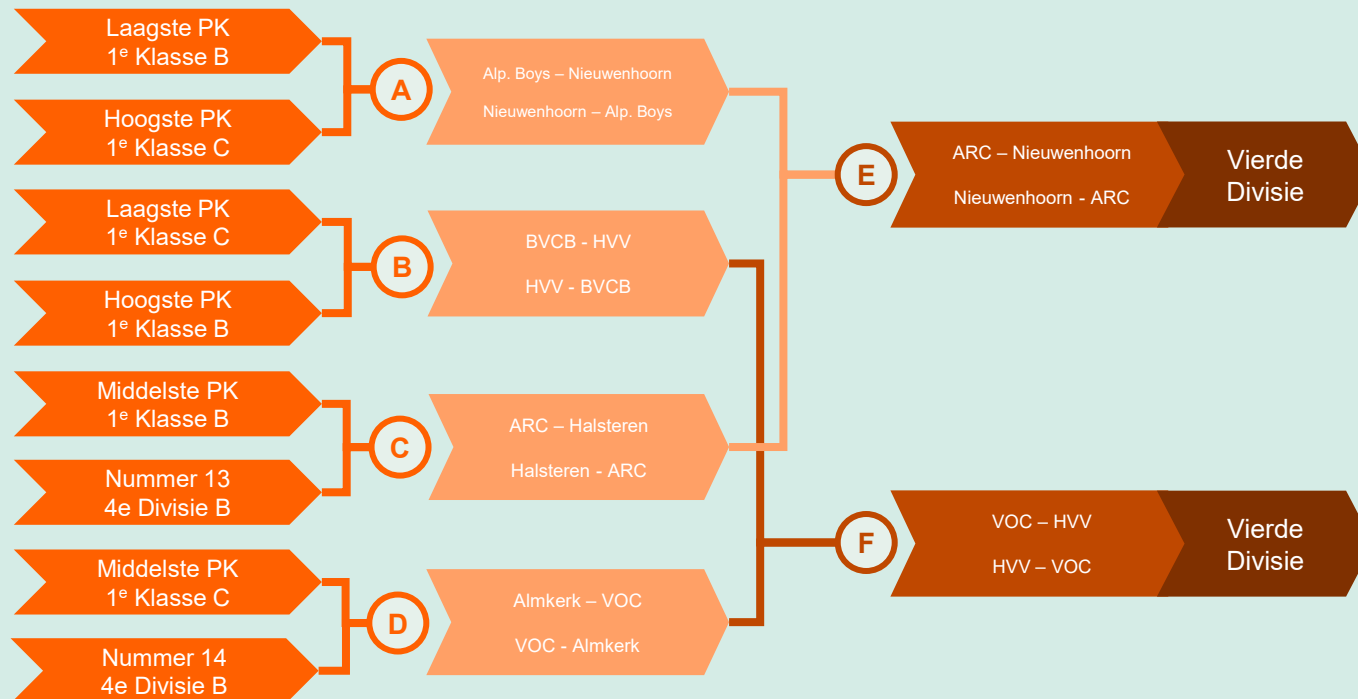 Laagste PK
1e Klasse B
Hoogste PK
1e Klasse C
A
Alp. Boys – Nieuwenhoorn
Nieuwenhoorn – Alp. Boys
Laagste PK
1e Klasse C
Hoogste PK
1e Klasse B
B
BVCB - HVV
HVV - BVCB
Middelste PK
1e Klasse B
Nummer 13
4e Divisie B
C
ARC – Halsteren
Halsteren - ARC
Middelste PK
1e Klasse C
Nummer 14
4e Divisie B
D
Almkerk – VOC
VOC - Almkerk
E
ARC – Nieuwenhoorn
Nieuwenhoorn - ARC
Vierde
Divisie
F
VOC – HVV
HVV – VOC
Vierde
Divisie